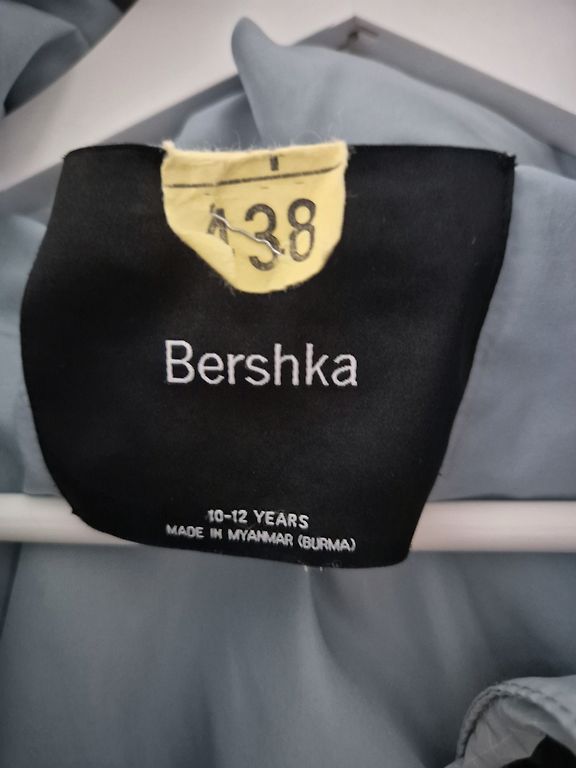 138
Bershka
10-12 YEARS
MADE IN MYANMAR (BURMA)